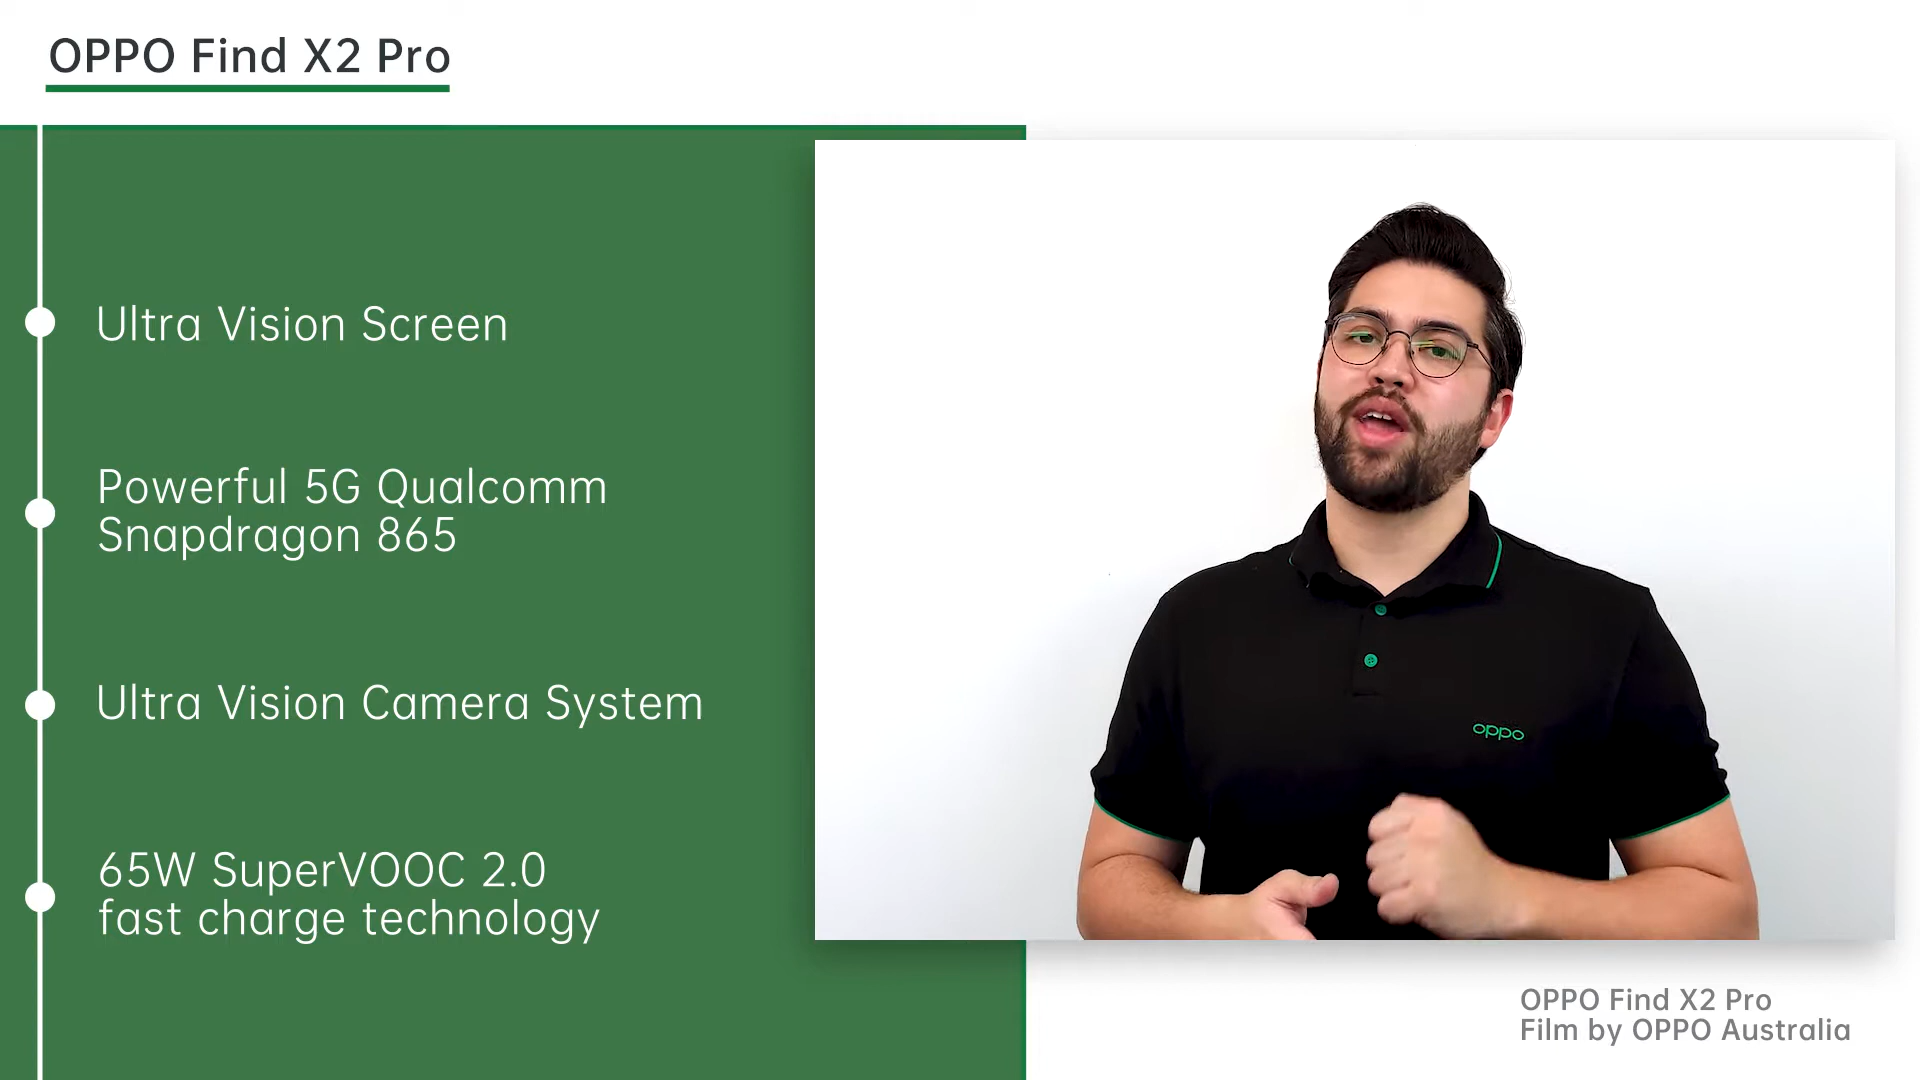 OPPO Find X2 Pro
Ultra Vision Screen
Powerful 5G Qualcomm
Snapdragon 865
Ultra Vision Camera System
65W SuperVOOC 2.0
fast charge technology
oppo
OPPO Find X2 Pro
Film by OPPO Australia